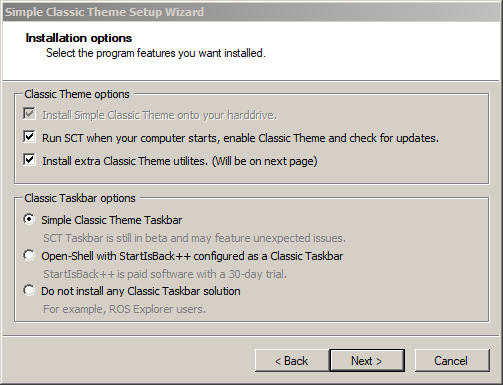 Simple Classic Theme Setup Wizard
Installation options
Select the program features you want installed.
Classic Theme options
Install Simple Classic Theme onto your harddrive.
Run SCT when your computer starts, enable Classic Theme and check for updates.
Install extra Classic Theme utilites. (Will be on next page)
Classic Taskbar options
Simple Classic Theme Taskbar
SCT Taskbar is still in beta and may feature unexpected issues.
Open-Shell with StartIsBack++ configured as a Classic Taskbar
StartIsBack++ is paid software with a 30-day trial.
Do not install any Classic Taskbar solution
For example, ROS Explorer users.
< Back Next > Cancel